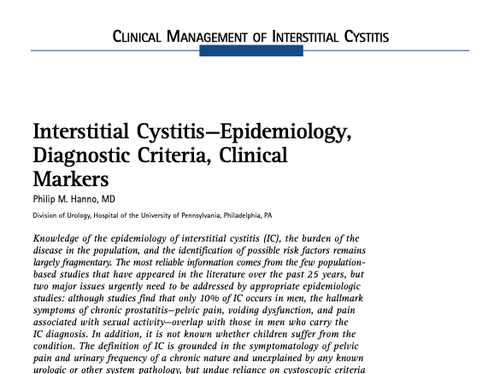 Clinical Management of Interstitial Cystitis
Interstitial Cystitis—Epidemiology,
Diagnostic Criteria, Clinical
Markers
Philip M. Hanno, MD
Division of Urology, Hospital of the University of Pennsylvania, Philadelphia, PA
Knowledge of the epidemiology of interstitial cystitis (IC), the burden of the
disease in the population, and the identification of possible risk factors remains
largely fragmentary. The most reliable information comes from the few population-
based studies that have appeared in the literature over the past 25 years, but
two major issues urgently need to be addressed by appropriate epidemiologic
studies: although studies find that only 10% of IC occurs in men, the hallmark
symptoms of chronic prostatitis—pelvic pain, voiding dysfunction, and pain
associated with sexual activity—overlap with those in men who carry the
IC diagnosis. In addition, it is not known whether children suffer from the
condition. The definition of IC is grounded in the symptomatology of pelvic
pain and urinary frequency of a chronic nature and unexplained by any known
urologic or other system pathology, but undue reliance on cystoscopic criteria